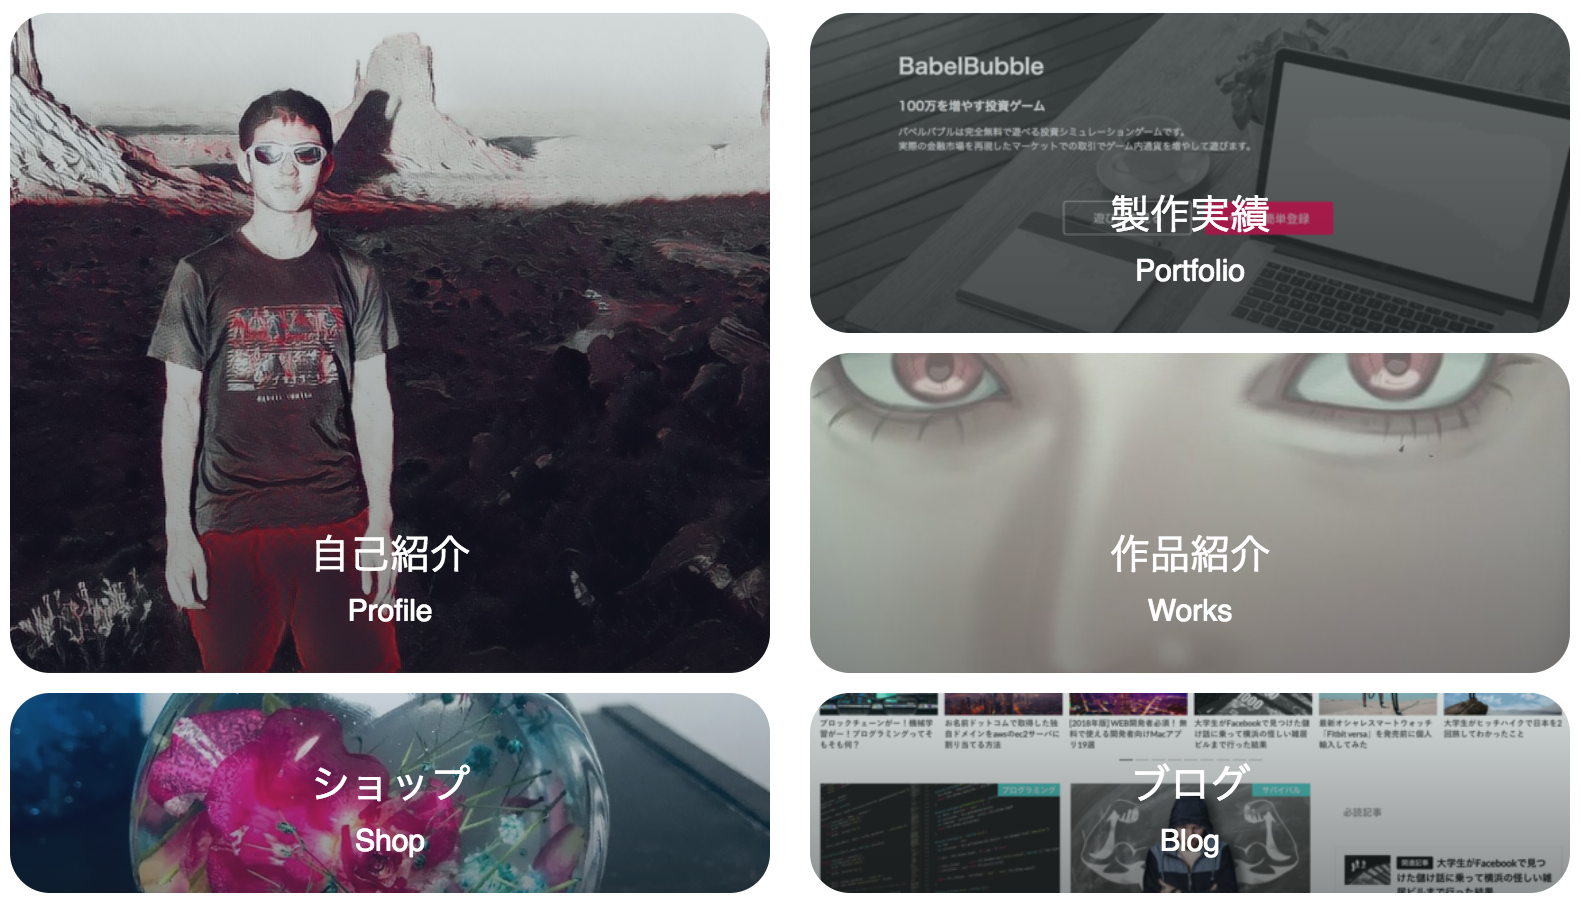 自己紹介
Profile
BabelBubble
100万を増やす投資ゲーム
バベルバブルは完全無料で遊べる投資シミュレーションゲームです。
実際の金融市場を再現したマーケットでの取引でゲーム内通貨を増やして遊びます。
製作実績
簡単登録
Portfolio
作品紹介
Works
ショップ
Shop
ブロックチェーンがー！機械学
習がー！プログラミングってそ
もそも何？
お名前ドットコムで取得した独
自ドメインをawsのec2サーバに
割り当てる方法
[2018年版] WEB開発者必須！ 無
料で使える開発者向けMacアプ
リ19選
大学生がFacebookで見つけた儲
け話に乗って横浜の怪しい雑居
ビルまで行った結果
最新オシャレスマートウォッチ
「Fitbit versa」を発売前に個人
輸入してみた
大学生がヒッチハイクで日本を2
回旅してわかったこと
ブログ
Blog
プログラミング
サバイバル
必読記事
関連記事 大学生がFacebookで見つ
けた儲け話に乗って横浜の怪しい雑
居ビルまで行った結果